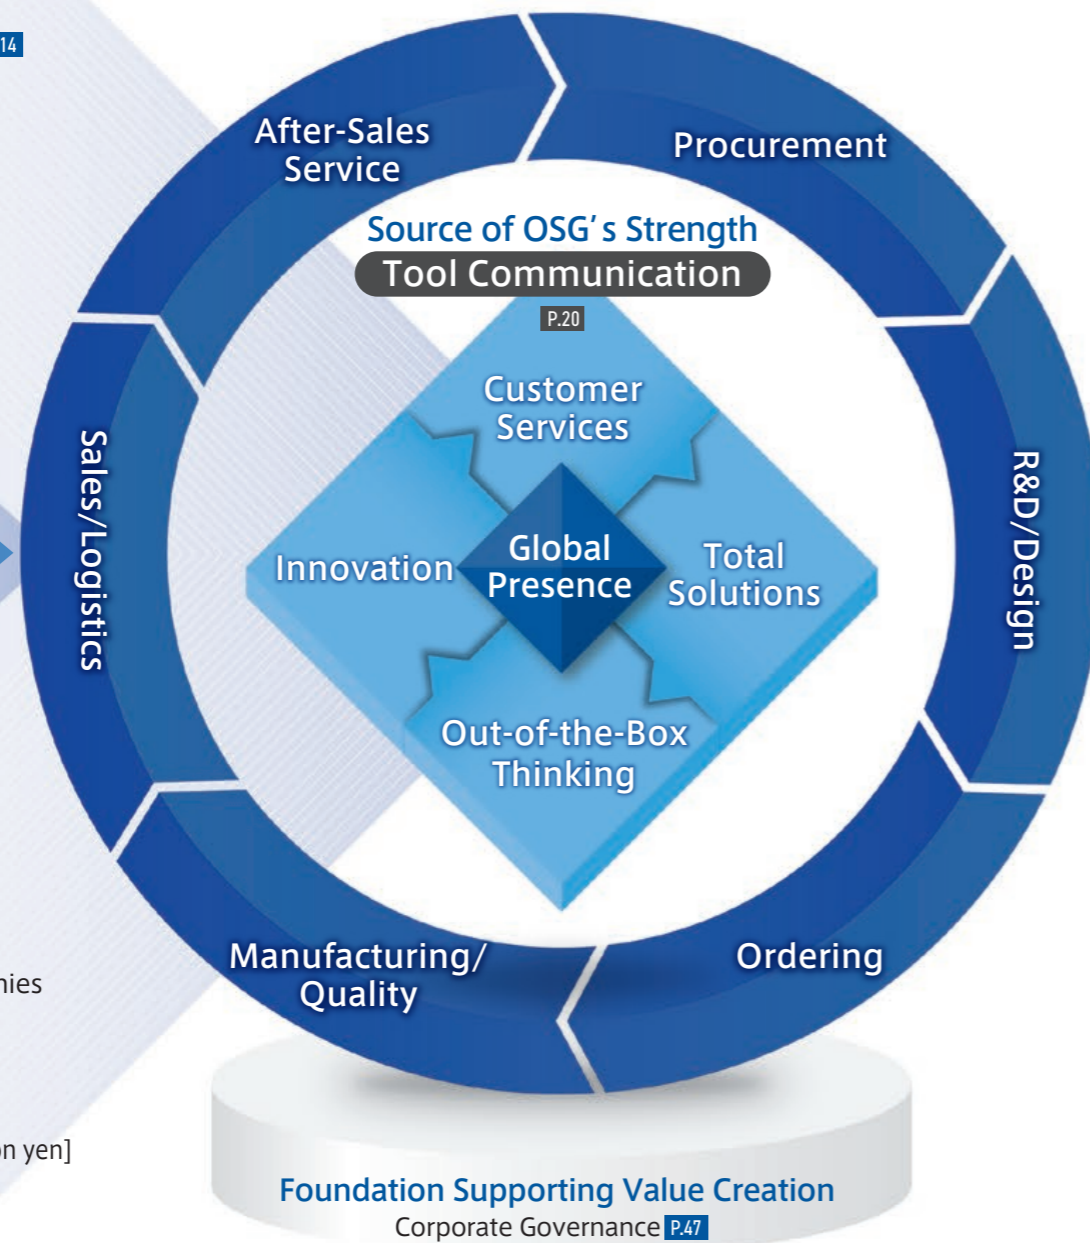 14
After-Sales
Service
Procurement
Source of OSG's Strength
Tool Communication
P.20
Customer
Services
Sales/Logistics
R&D/Design
Innovation
Global
Presence
Total
Solutions
Out-of-the-Box
Thinking
Manufacturing/
Quality
Ordering
nies
on yen]
Foundation Supporting Value Creation
Corporate Governance P.47